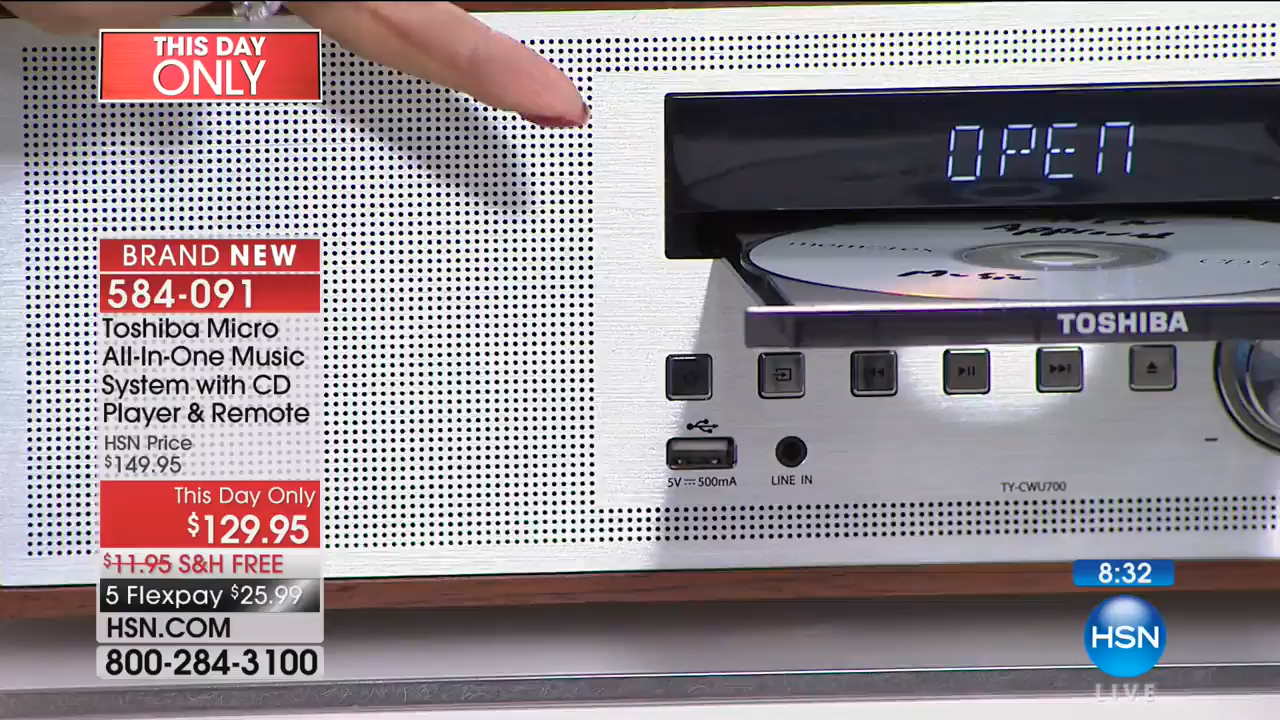 THIS DAY
ONLY
BRAND NEW
584-091
Toshiba Micro
All-In-One Music
System with CD
Player & Remote
HSN Price
$149.95
This Day Only
$129.95
$11.95 S&H FREE
5 Flexpay $25.99
HSN.COM
800-284-3100
OPEN
memorex
Music
TOSHIBA
5V 500mA
LINE IN
TY-CWU700
8:32
HSN
LIVE